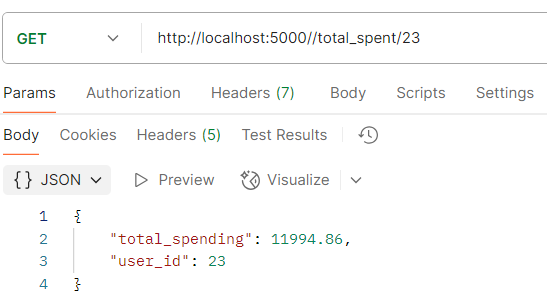 GET http://localhost:5000//total_spent/23
Params Authorization Headers (7) Body Scripts Settings
Body Cookies Headers (5) Test Results
{} JSON Preview Visualize
1 {
2 "total_spending": 11994.86,
3 "user_id": 23
4 }